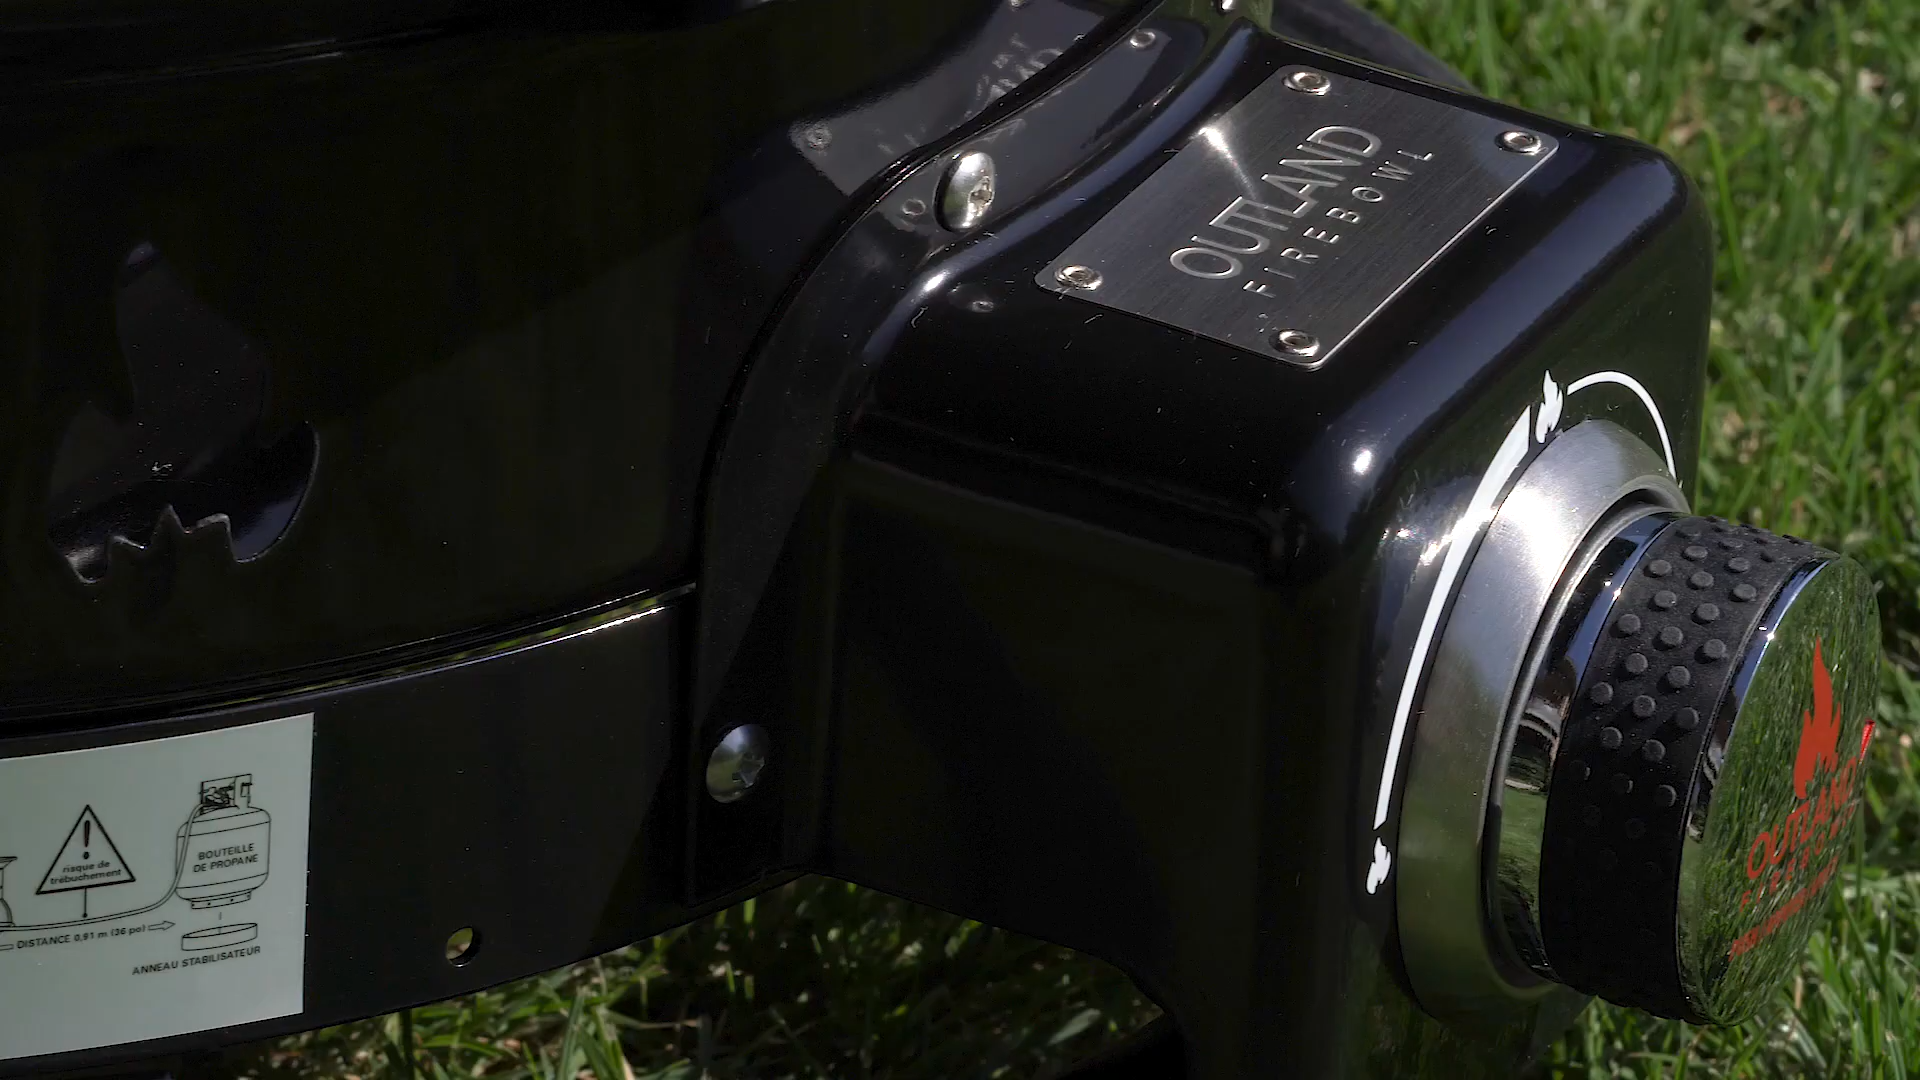 OUTLAND
FIREBOWL
OUTLAND
FIREBOWL
risque de
trébuchement
BOUTEILLE
DE PROPANE
DISTANCE 0,91 m (36 po)
ANNEAU STABILISATEUR